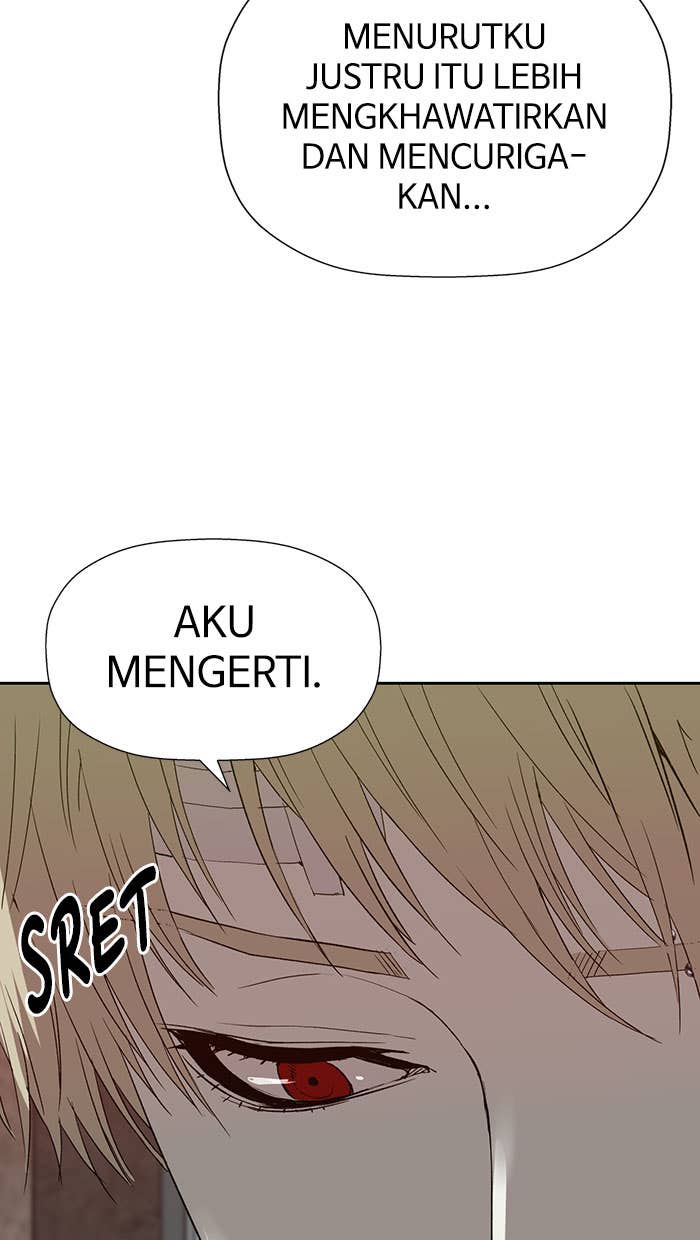 MENURUTKU
JUSTRU ITU LEBIH
MENGKHAWATIRKAN
DAN MENCURIGA-
KAN...
AKU
MENGERTI.
SRET